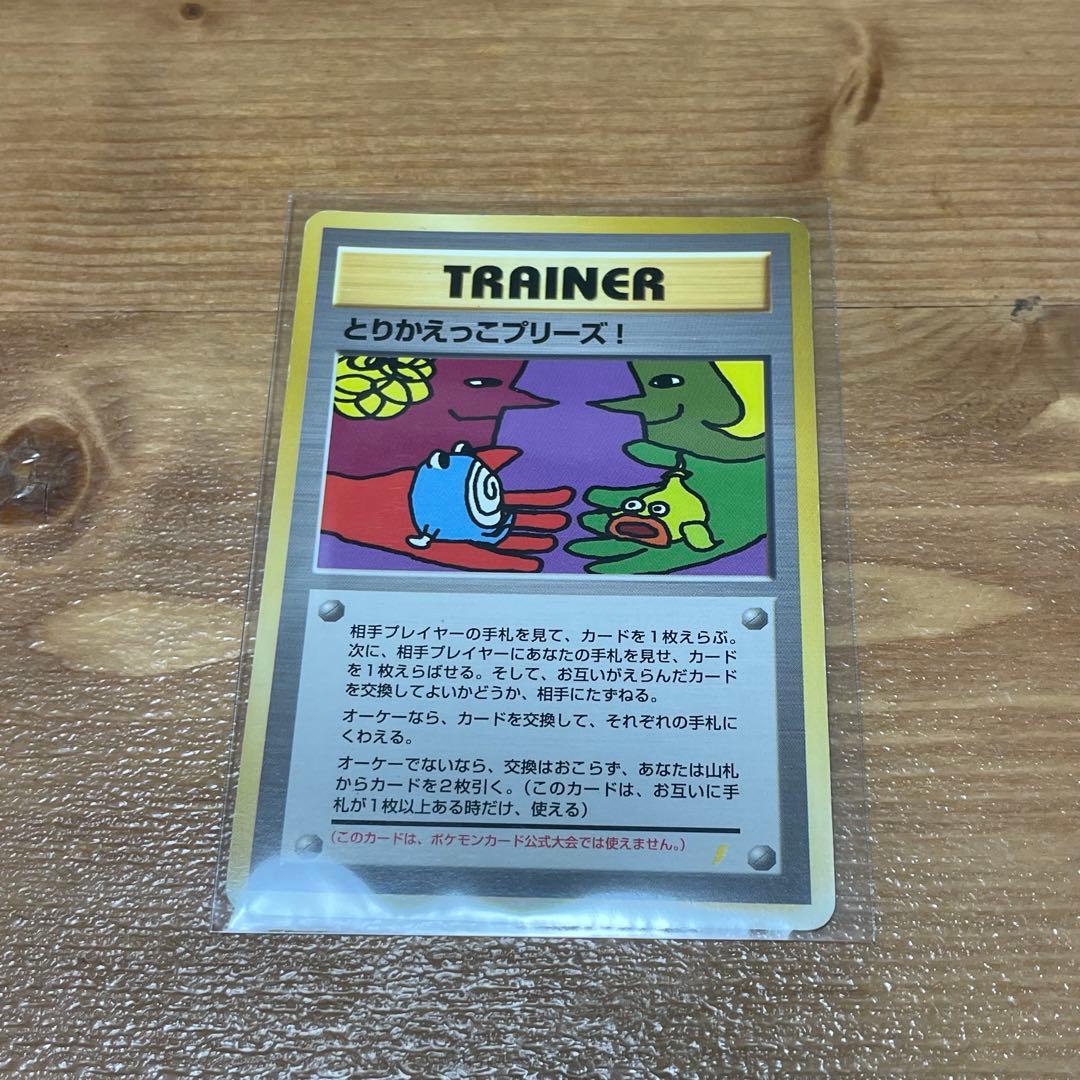 TRAINER
とりかえっこプリーズ！
相手プレイヤーの手札を見て、カードを１枚えらぶ。
次に、相手プレイヤーにあなたの手札を見せ、カード
を１枚えらばせる。そして、お互いがえらんだカード
を交換してよいかどうか、相手にたずねる。
オーケーなら、カードを交換して、それぞれの手札に
くわえる。
オーケーでないなら、交換はおこらず、あなたは山札
からカードを２枚引く。（このカードは、お互いに手
札が１枚以上ある時だけ、使える）
（このカードは、ポケモンカード公式大会では使えません。）